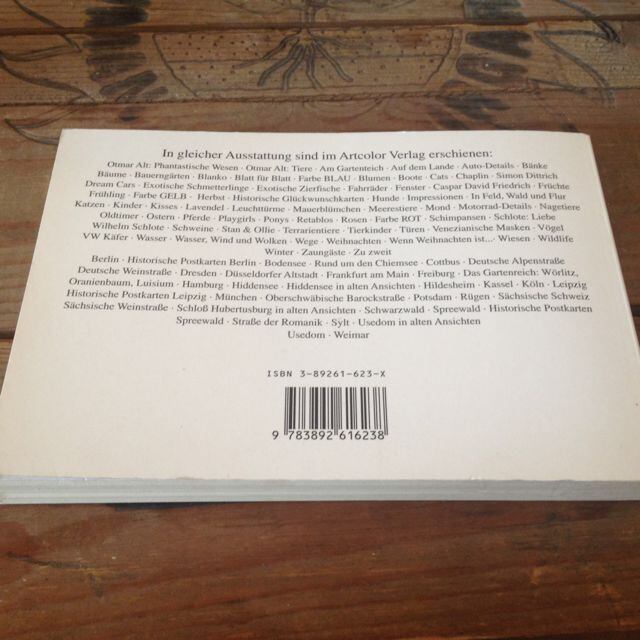 In gleicher Ausstattung sind im Artcolor Verlag erschienen:
Otmar Alt: Phantastische Wesen · Otmar Alt: Tiere · Am Gartenteich · Auf dem Lande · Auto-Details · Bänke
Bäume · Bauerngärten · Blanko · Blatt für Blatt · Farbe BLAU · Blumen · Boote · Cats · Chaplin · Simon Dittrich
Dream Cars · Exotische Schmetterlinge · Exotische Zierfische · Fahrräder · Fenster · Caspar David Friedrich · Früchte
Frühling · Farbe GELB · Herbst · Historische Glückwunschkarten · Hunde · Impressionen · In Feld, Wald und Flur
Katzen · Kinder · Kisses · Lavendel · Leuchttürme · Mauerblümchen · Meerestiere · Mond · Motorrad-Details · Nagetiere
Oldtimer · Ostern · Pferde · Playgirls · Ponys · Retablos · Rosen · Farbe ROT · Schimpansen · Schlote: Liebe
Wilhelm Schlote · Schweine · Stan & Ollie · Terrarientiere · Tierkinder · Türen · Venezianische Masken · Vögel
VW Käfer · Wasser · Wasser, Wind und Wolken · Wege · Weihnachten · Wenn Weihnachten ist...· Wiesen · Wildlife
Winter · Zaungäste · Zu zweit
Berlin · Historische Postkarten Berlin · Bodensee · Rund um den Chiemsee · Cottbus · Deutsche Alpenstraße
Deutsche Weinstraße · Dresden · Düsseldorfer Altstadt · Frankfurt am Main · Freiburg · Das Gartenreich: Wörlitz,
Oranienbaum, Luisium · Hamburg · Hiddensee · Hiddensee in alten Ansichten · Hildesheim · Kassel · Köln · Leipzig
Historische Postkarten Leipzig · München · Oberschwäbische Barockstraße · Potsdam · Rügen · Sächsische Schweiz
Sächsische Weinstraße · Schloß Hubertusburg in alten Ansichten · Schwarzwald · Spreewald · Historische Postkarten
Spreewald · Straße der Romanik · Sylt · Usedom in alten Ansichten
Usedom · Weimar
ISBN 3-89261-623-X
9 783892 616238